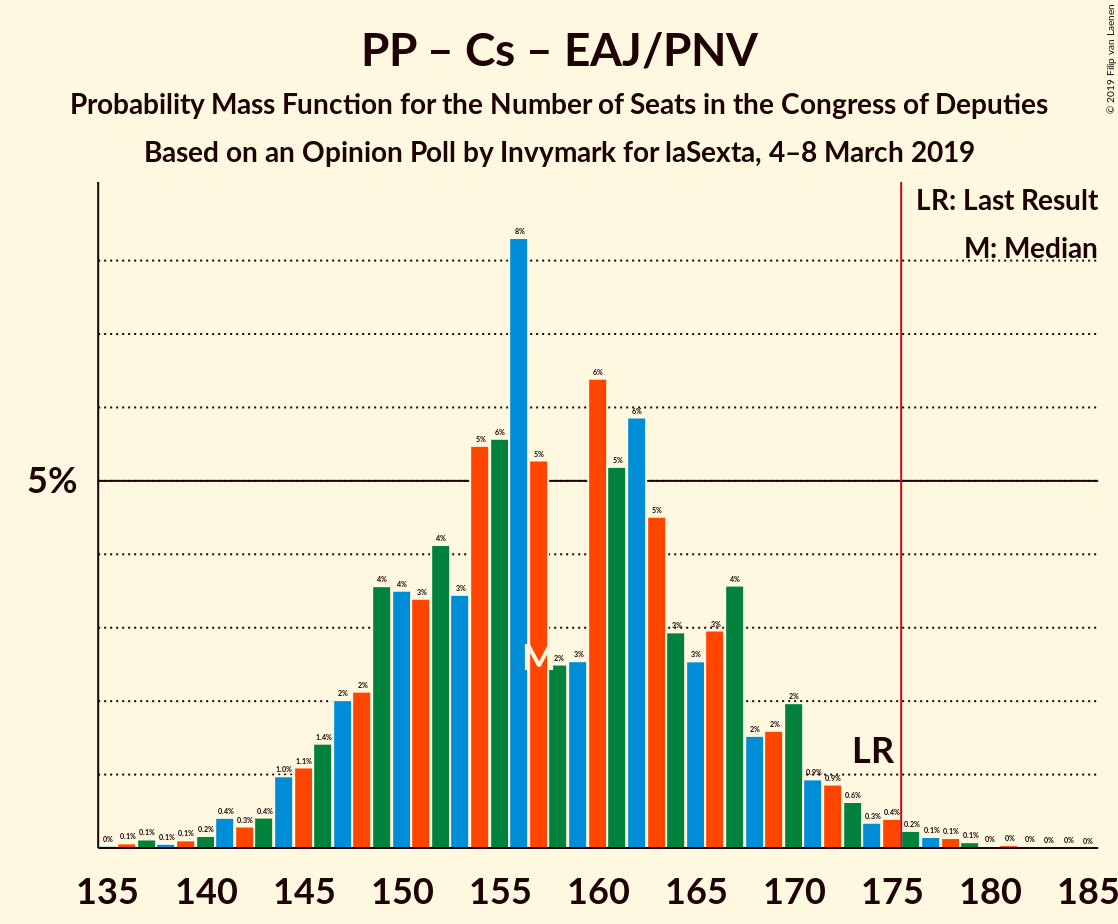 PP – Cs – EAJ/PNV
Probability Mass Function for the Number of Seats in the Congress of Deputies
Based on an Opinion Poll by Invymark for laSexta, 4–8 March 2019
© 2019 Filip van Laenen
LR: Last Result
M: Median
5%
0% 0.1% 0.1% 0.1% 0.1% 0.2% 0.4% 0.3% 0.4% 1.0% 1.1% 1.4% 2% 2% 4% 4% 3% 4% 3% 5% 6% 8% 5% 2% 3% 6% 5% 6% 5% 3% 3% 3% 4% 2% 2% 2% 0.9% 0.9% 0.6% 0.3% 0.4% 0.2% 0.1% 0.1% 0.1% 0% 0% 0% 0% 0% 0%
M
LR
135 140 145 150 155 160 165 170 175 180 185